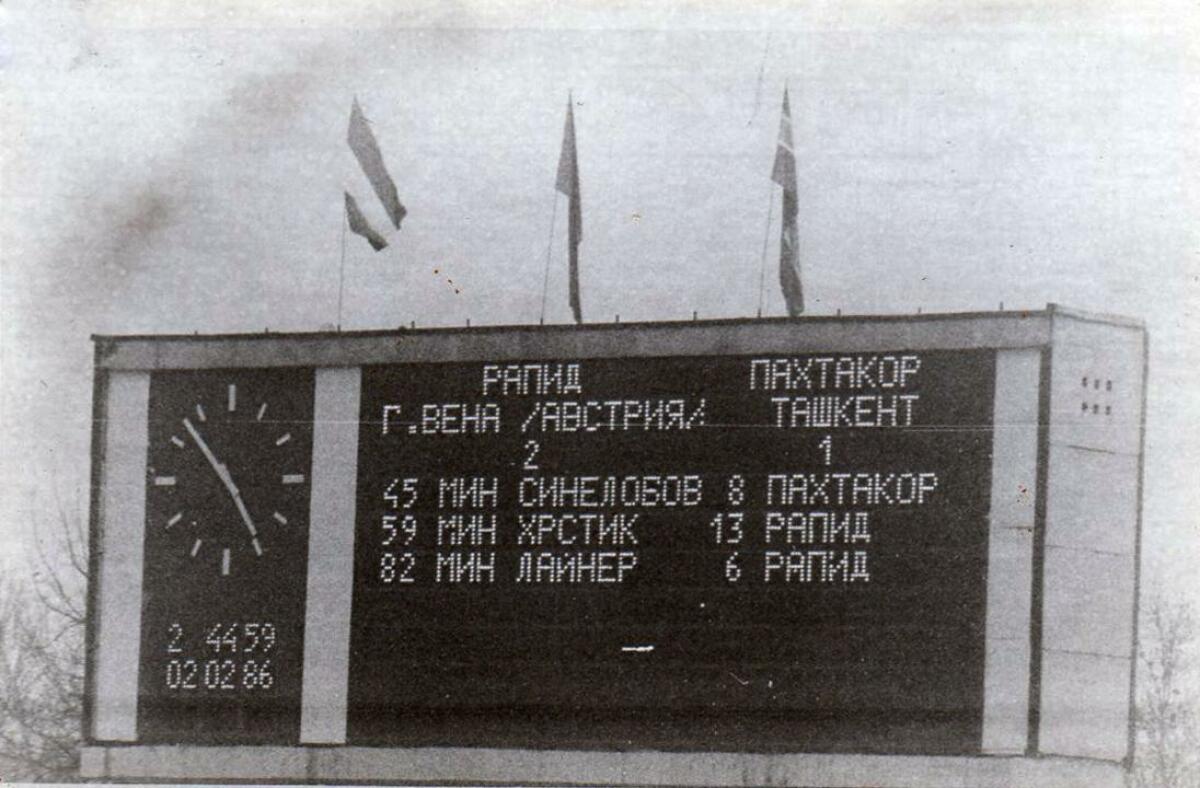 РАПИД ПАХТАКОР
Г.ВЕНА /АВСТРИЯ/ ТАШКЕНТ
2 1
45 МИН СИНЕЛОБОВ 8 ПАХТАКОР
59 МИН ХРСТИК 13 РАПИД
82 МИН ЛАЙНЕР 6 РАПИД
2 44 59
02 02 86